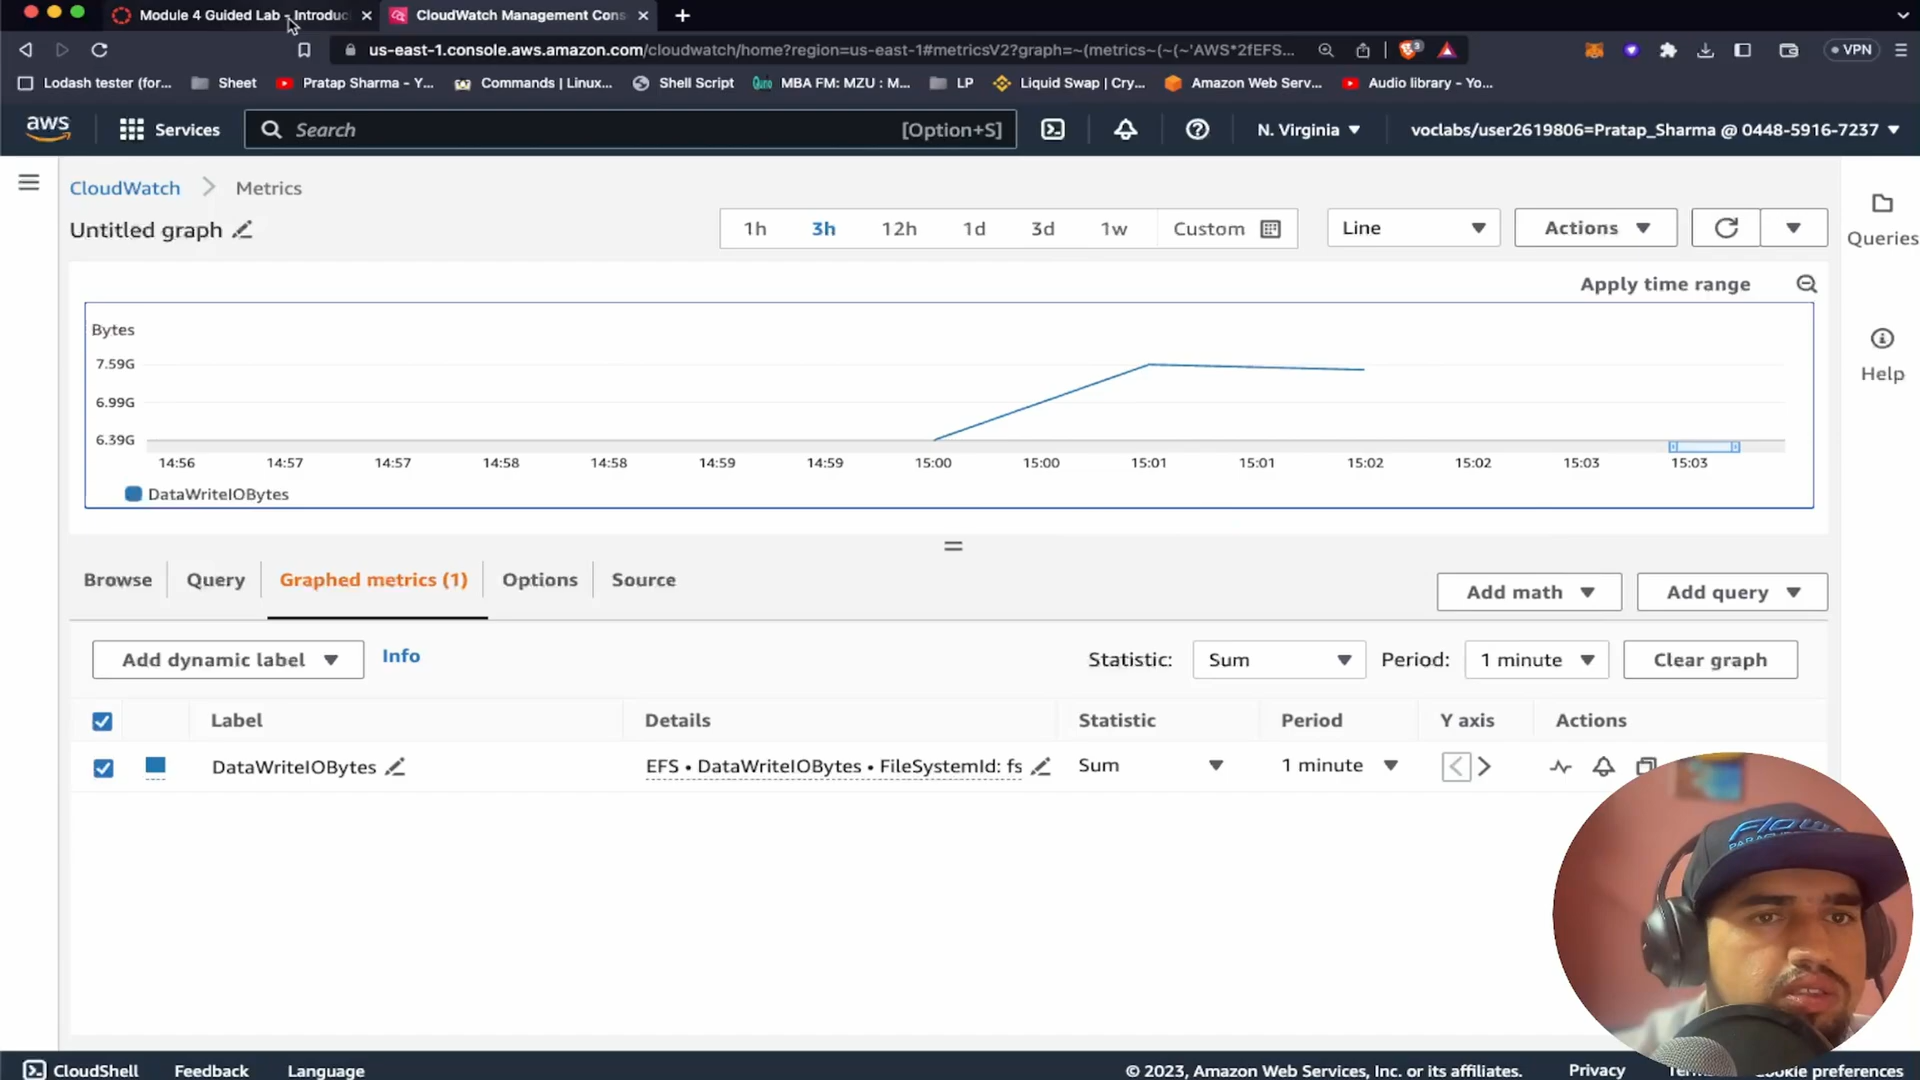 Module 4 Guided Lab - Introduc
CloudWatch Management Cons
us-east-1.console.aws.amazon.com/cloudwatch/home?region=us-east-1#metricsV2?graph=~(metrics~(~(~'AWS*2fEFS...
3
VPN
Lodash tester (for...
Sheet
Pratap Sharma - Y...
Commands | Linux...
Shell Script
MBA FM: MZU : M...
LP
Liquid Swap | Cry...
Amazon Web Serv...
Audio library - Yo...
aws
Services
Search
[Option+S]
N. Virginia
voclabs/user2619806=Pratap_Sharma @ 0448-5916-7237
CloudWatch
Metrics
Untitled graph
1h
3h
12h
1d
3d
1w
Custom
Line
Actions
Queries
Apply time range
Help
Bytes
7.59G
6.99G
6.39G
14:56
14:57
14:57
14:58
14:58
14:59
14:59
15:00
15:00
15:01
15:01
15:02
15:02
15:03
15:03
DataWriteIOBytes
Browse
Query
Graphed metrics (1)
Options
Source
Add math
Add query
Add dynamic label
Info
Statistic:
Sum
Period:
1 minute
Clear graph
Label
Details
Statistic
Period
Y axis
Actions
DataWriteIOBytes
EFS • DataWriteIOBytes • FileSystemId: fs
Sum
1 minute
CloudShell
Feedback
Language
© 2023, Amazon Web Services, Inc. or its affiliates.
Privacy
Cookie preferences